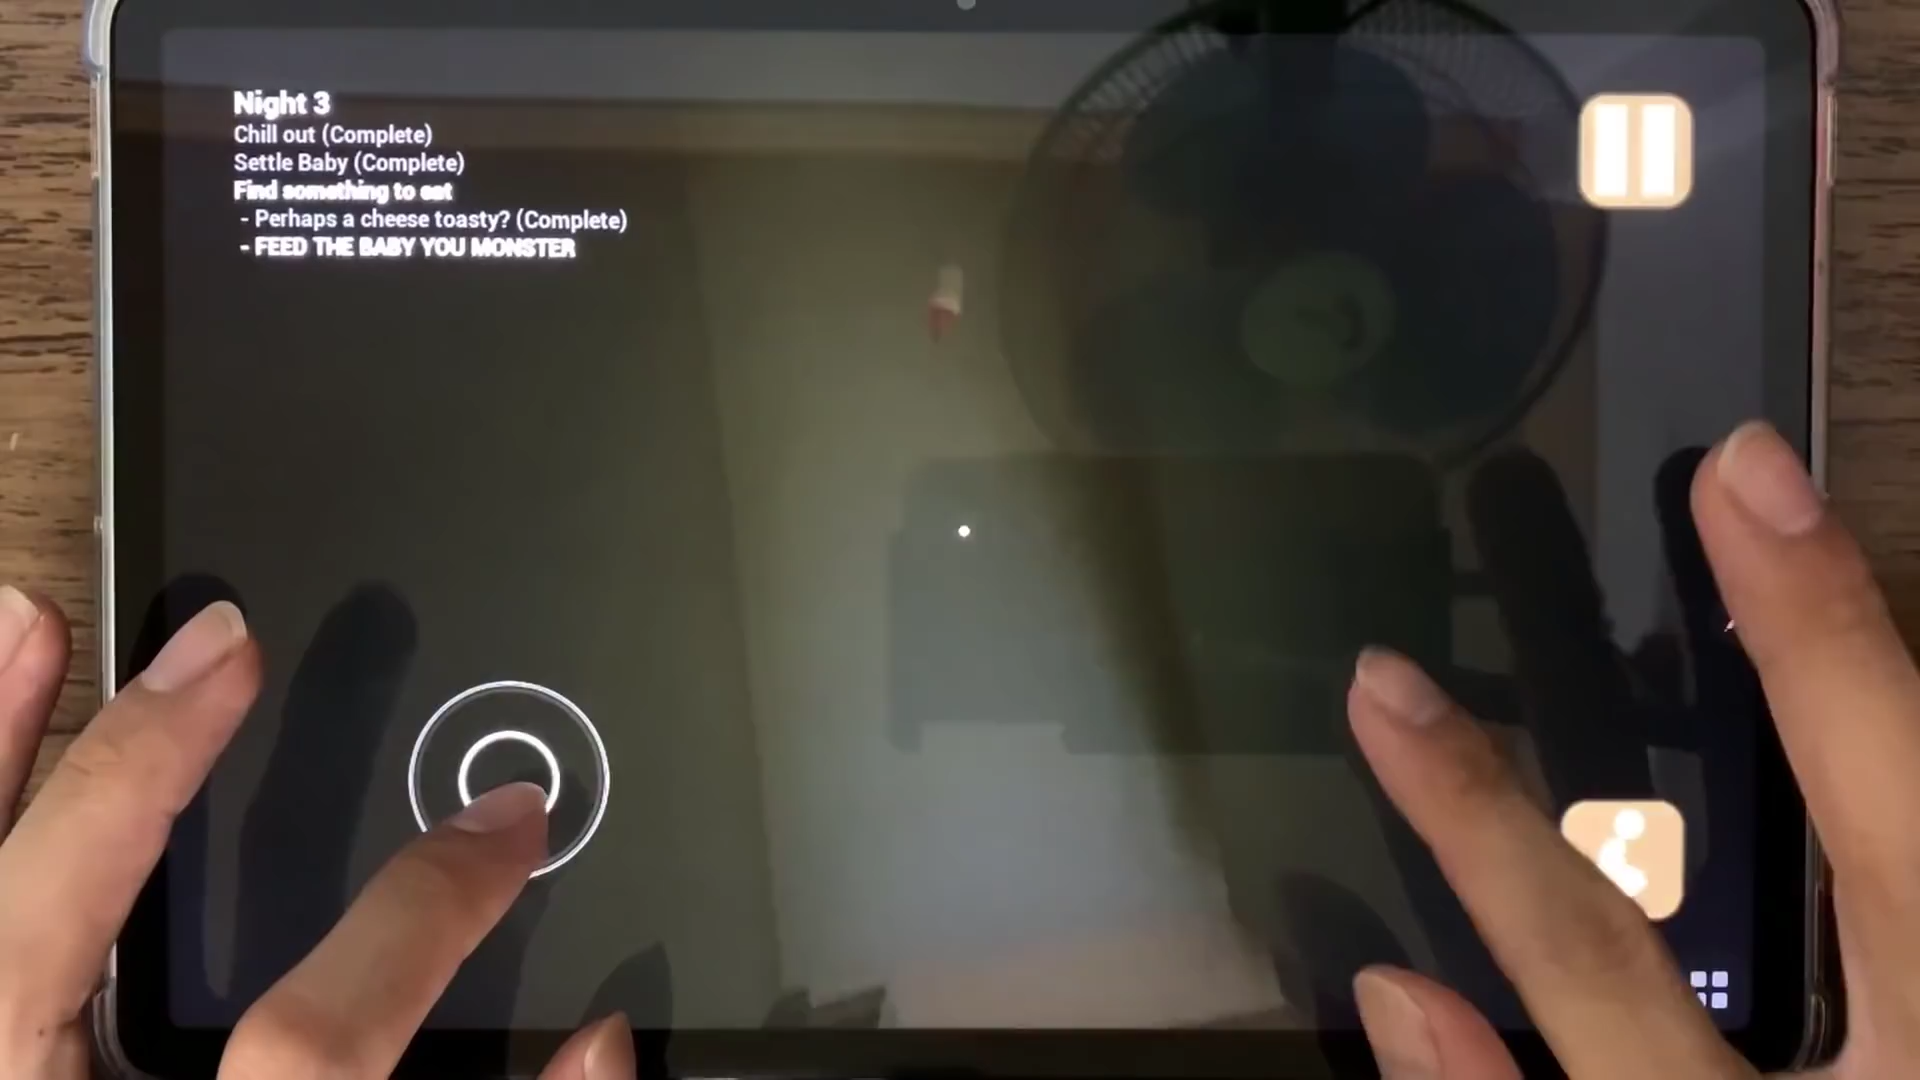 Night 3
Chill out (Complete)
Settle Baby (Complete)
Find something to eat
- Perhaps a cheese toasty? (Complete)
- FEED THE BABY YOU MONSTER